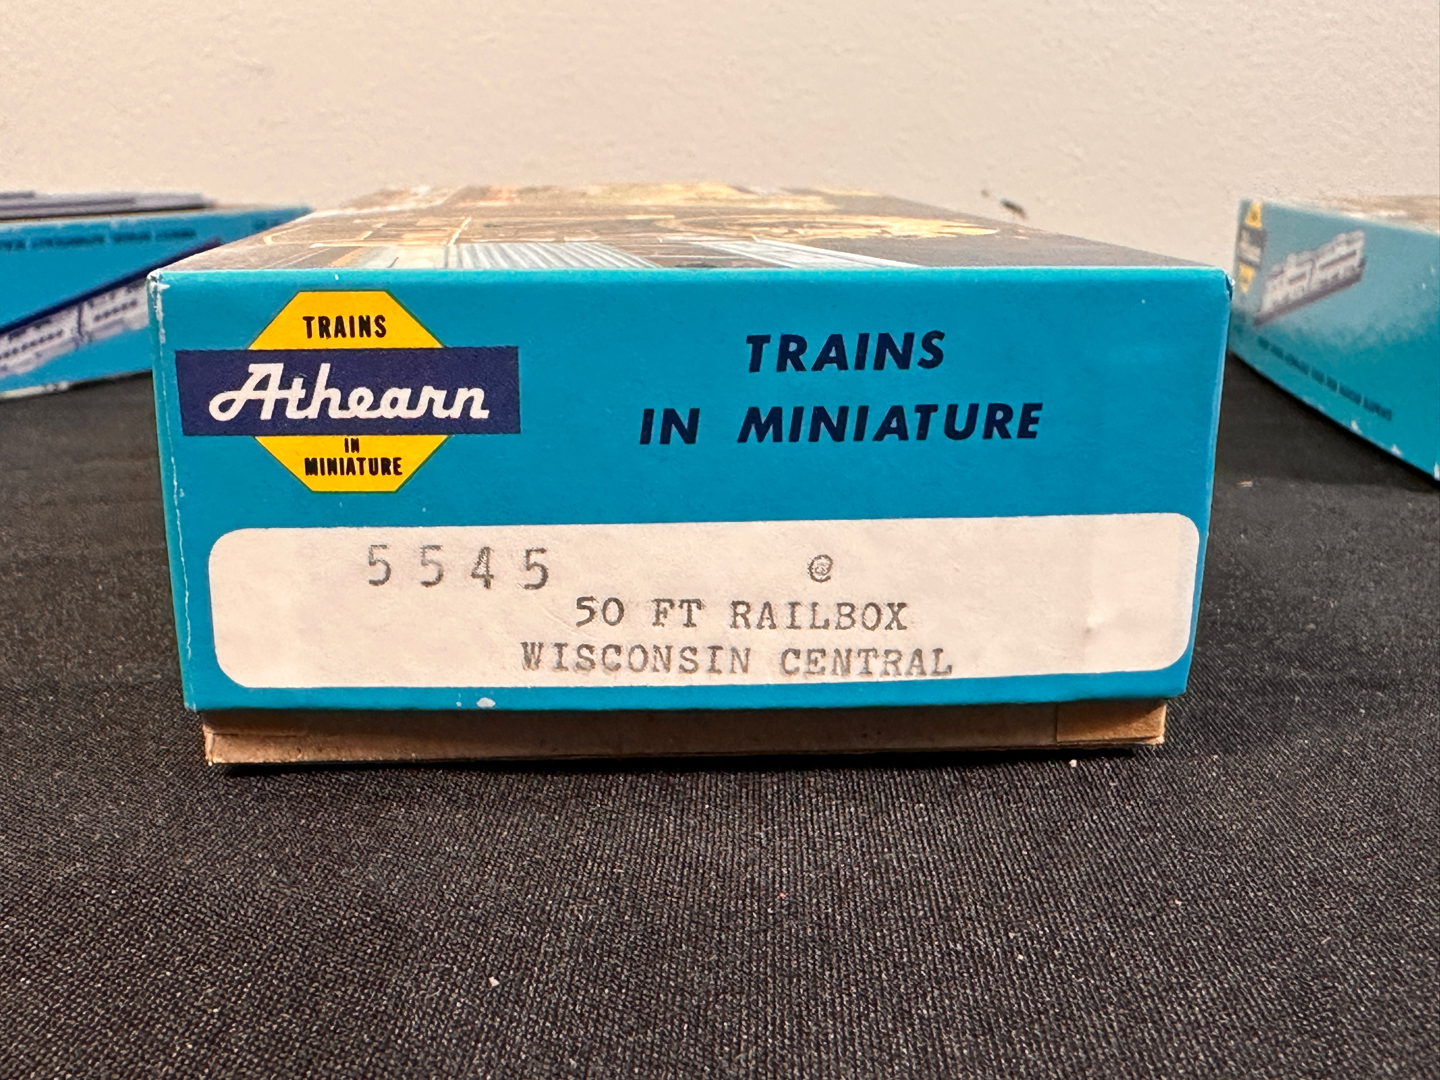 TRAINS
Athearn
IN
MINIATURE
TRAINS
IN MINIATURE
5545 @
50 FT RAILBOX
WISCONSIN CENTRAL